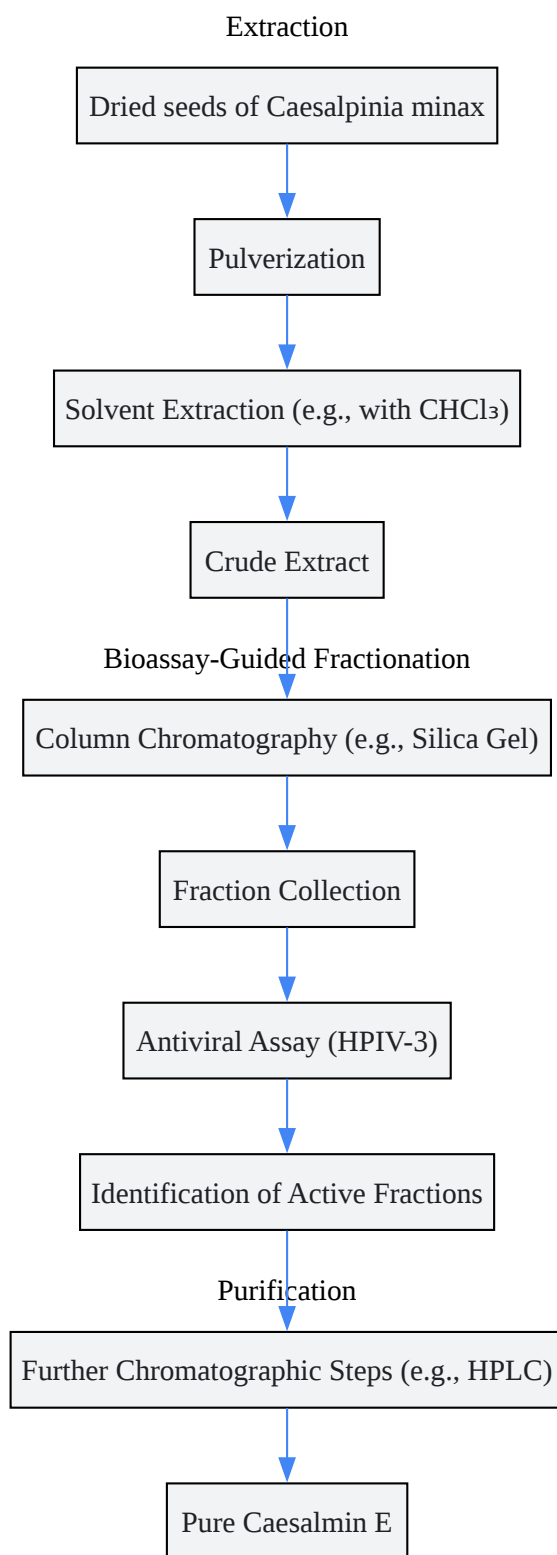 Extraction
Dried seeds of Caesalpinia minax
Pulverization
Solvent Extraction (e.g., with CHCl₃)
Crude Extract
Bioassay-Guided Fractionation
Column Chromatography (e.g., Silica Gel)
Fraction Collection
Antiviral Assay (HPIV-3)
Identification of Active Fractions
Purification
Further Chromatographic Steps (e.g., HPLC)
Pure Caesalmin E